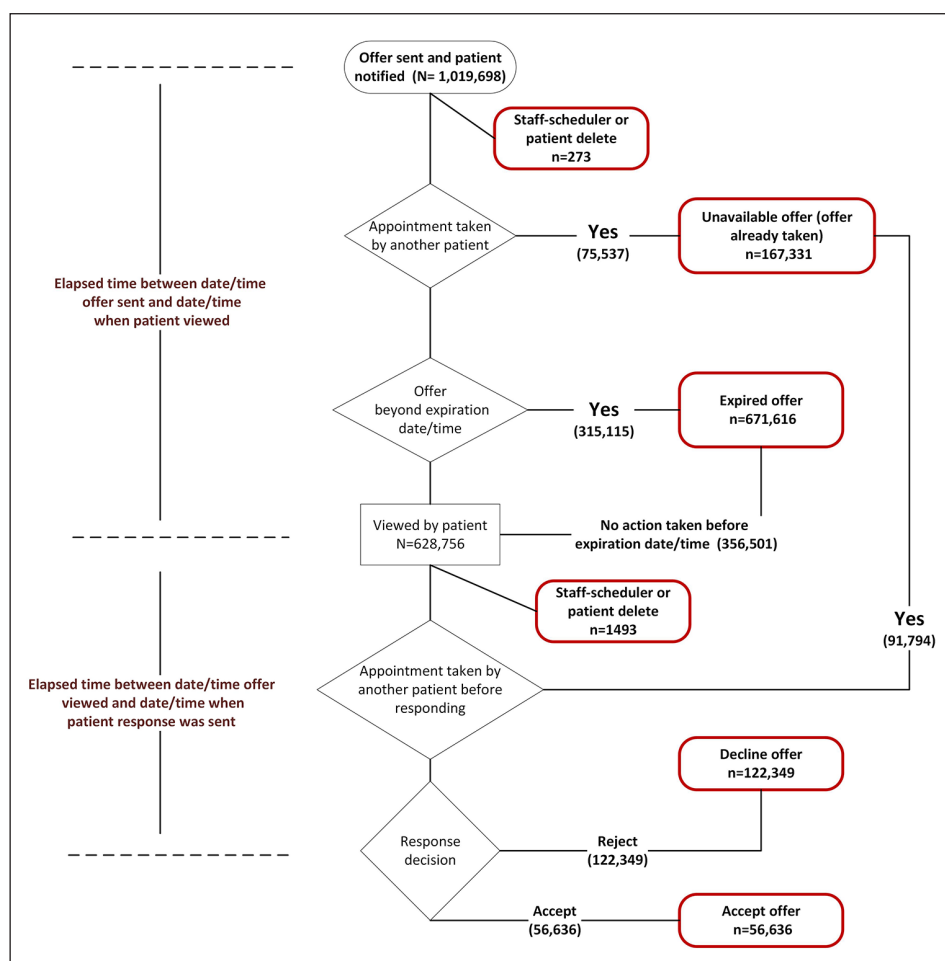 Offer sent and patient
notified (N= 1,019,698)
Staff-scheduler or
patient delete
n=273
Appointment taken
by another patient
Yes
(75,537)
Unavailable offer (offer
already taken)
n=167,331
Elapsed time between date/time
offer sent and date/time
when patient viewed
Offer
beyond expiration
date/time
Yes
(315,115)
Expired offer
n=671,616
Viewed by patient
N=628,756
No action taken before
expiration date/time (356,501)
Staff-scheduler or
patient delete
n=1493
Yes
(91,794)
Appointment taken by
another patient before
responding
Elapsed time between date/time offer
viewed and date/time when
patient response was sent
Decline offer
n=122,349
Response
decision
Reject
(122,349)
Accept
(56,636)
Accept offer
n=56,636